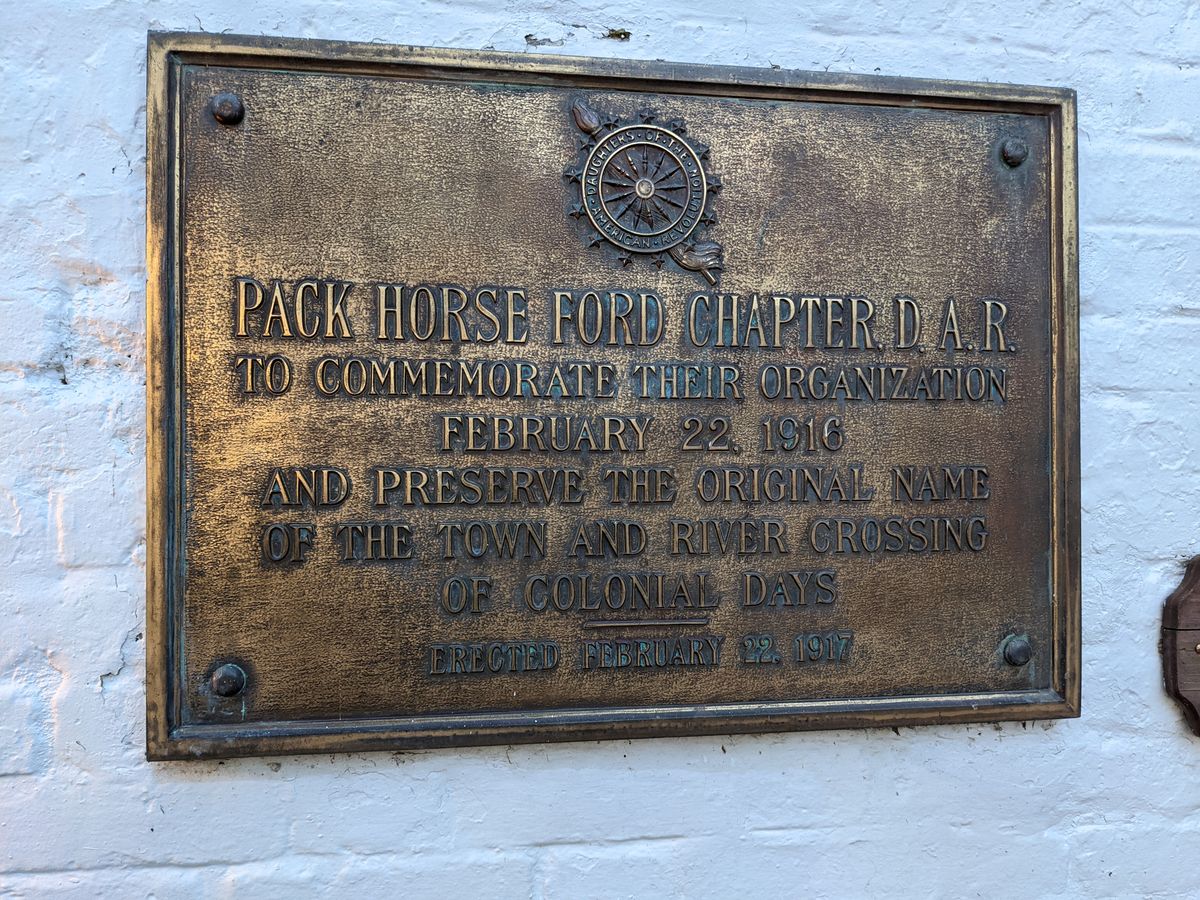 DAUGHTERS · OF · THE · AMERICAN · REVOLUTION
PACK HORSE FORD CHAPTER, D. A. R.
TO COMMEMORATE THEIR ORGANIZATION
FEBRUARY 22, 1916
AND PRESERVE THE ORIGINAL NAME
OF THE TOWN AND RIVER CROSSING
OF COLONIAL DAYS
ERECTED FEBRUARY 22, 1917